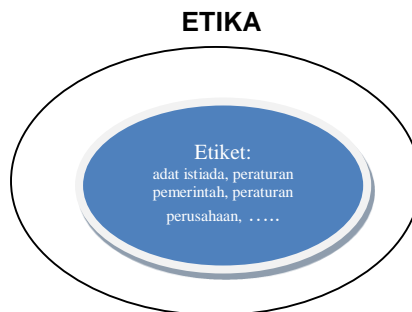 ETIKA
Etiket:
adat istiada, peraturan
pemerintah, peraturan
perusahaan, .....